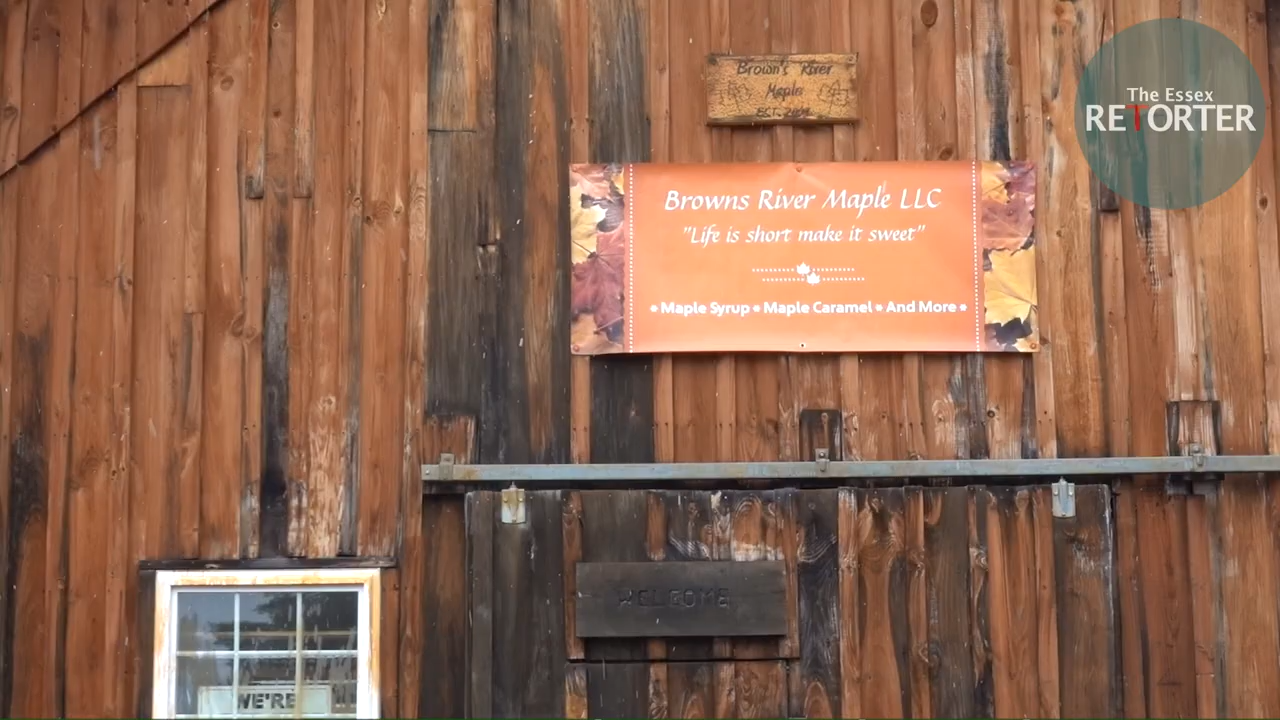 The Essex
RETORTER
Brown's River
Maple
EST.
Browns River Maple LLC
"Life is short make it sweet"
• Maple Syrup • Maple Caramel • And More •
WELCOME
WE'RE